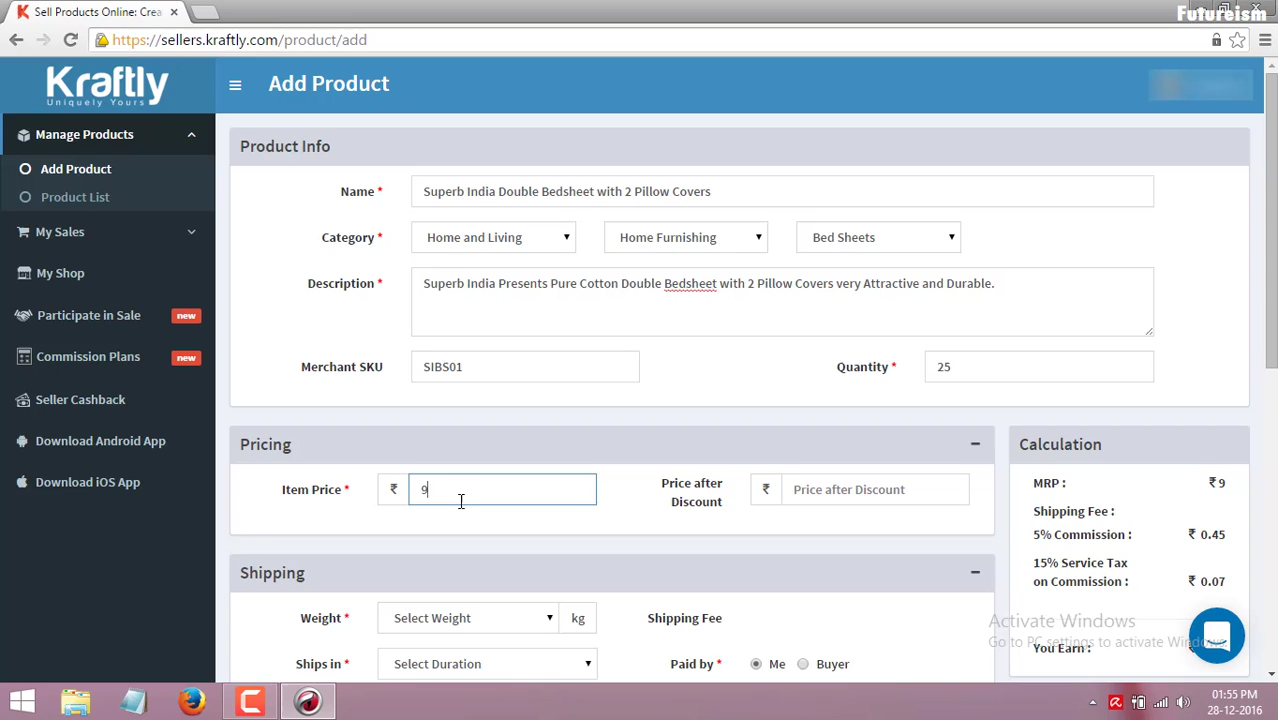 Sell Products Online: Crea
Futureism
https://sellers.kraftly.com/product/add
Kraftly
Uniquely Yours
Add Product
Manage Products
Add Product
Product List
My Sales
My Shop
Participate in Sale new
Commission Plans new
Seller Cashback
Download Android App
Download iOS App
Product Info
Name * Superb India Double Bedsheet with 2 Pillow Covers
Category * Home and Living Home Furnishing Bed Sheets
Description * Superb India Presents Pure Cotton Double Bedsheet with 2 Pillow Covers very Attractive and Durable.
Merchant SKU SIBS01 Quantity * 25
Pricing
Item Price * ₹ 9 Price after
Discount ₹ Price after Discount
Calculation
MRP : ₹ 9
Shipping Fee :
5% Commission : ₹ 0.45
15% Service Tax
on Commission : ₹ 0.07
You Earn :
Shipping
Weight * Select Weight kg Shipping Fee
Ships in * Select Duration Paid by * Me Buyer
Activate Windows
Go to PC settings to activate Windows.
01:55 PM
28-12-2016